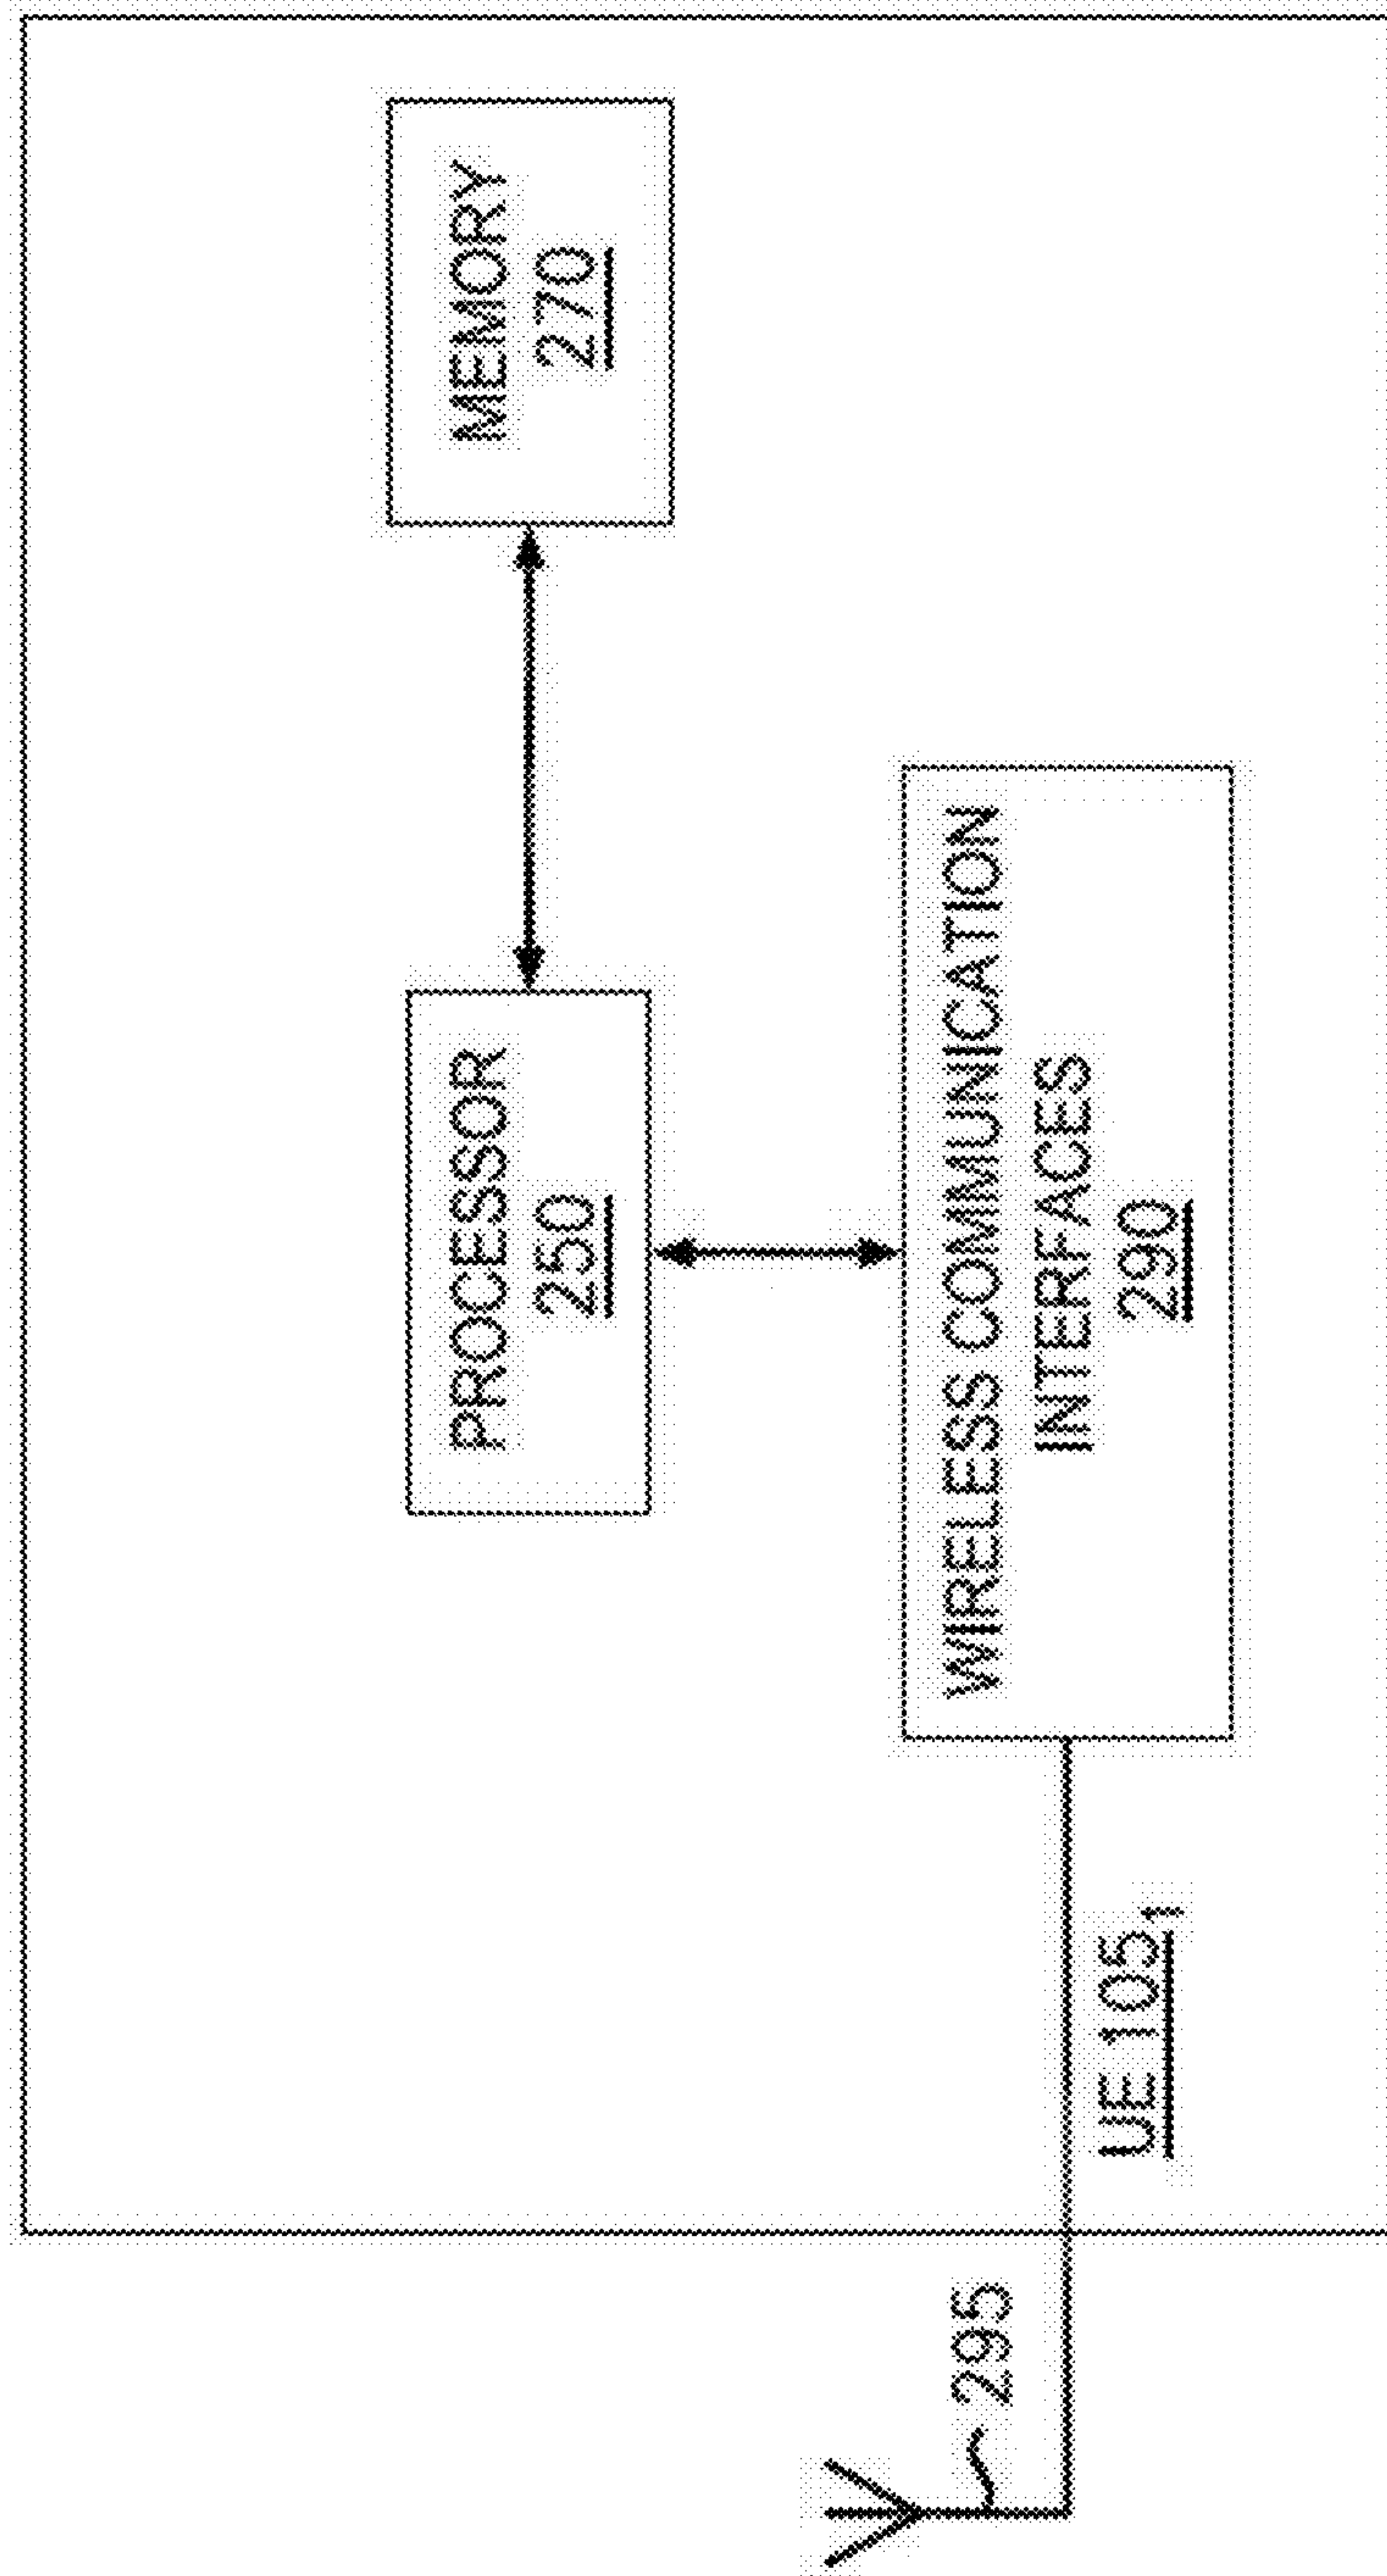 MEMORY
270
PROCESSOR
250
WIRELESS COMMUNICATION
INTERFACES
290
UE 105₁
295